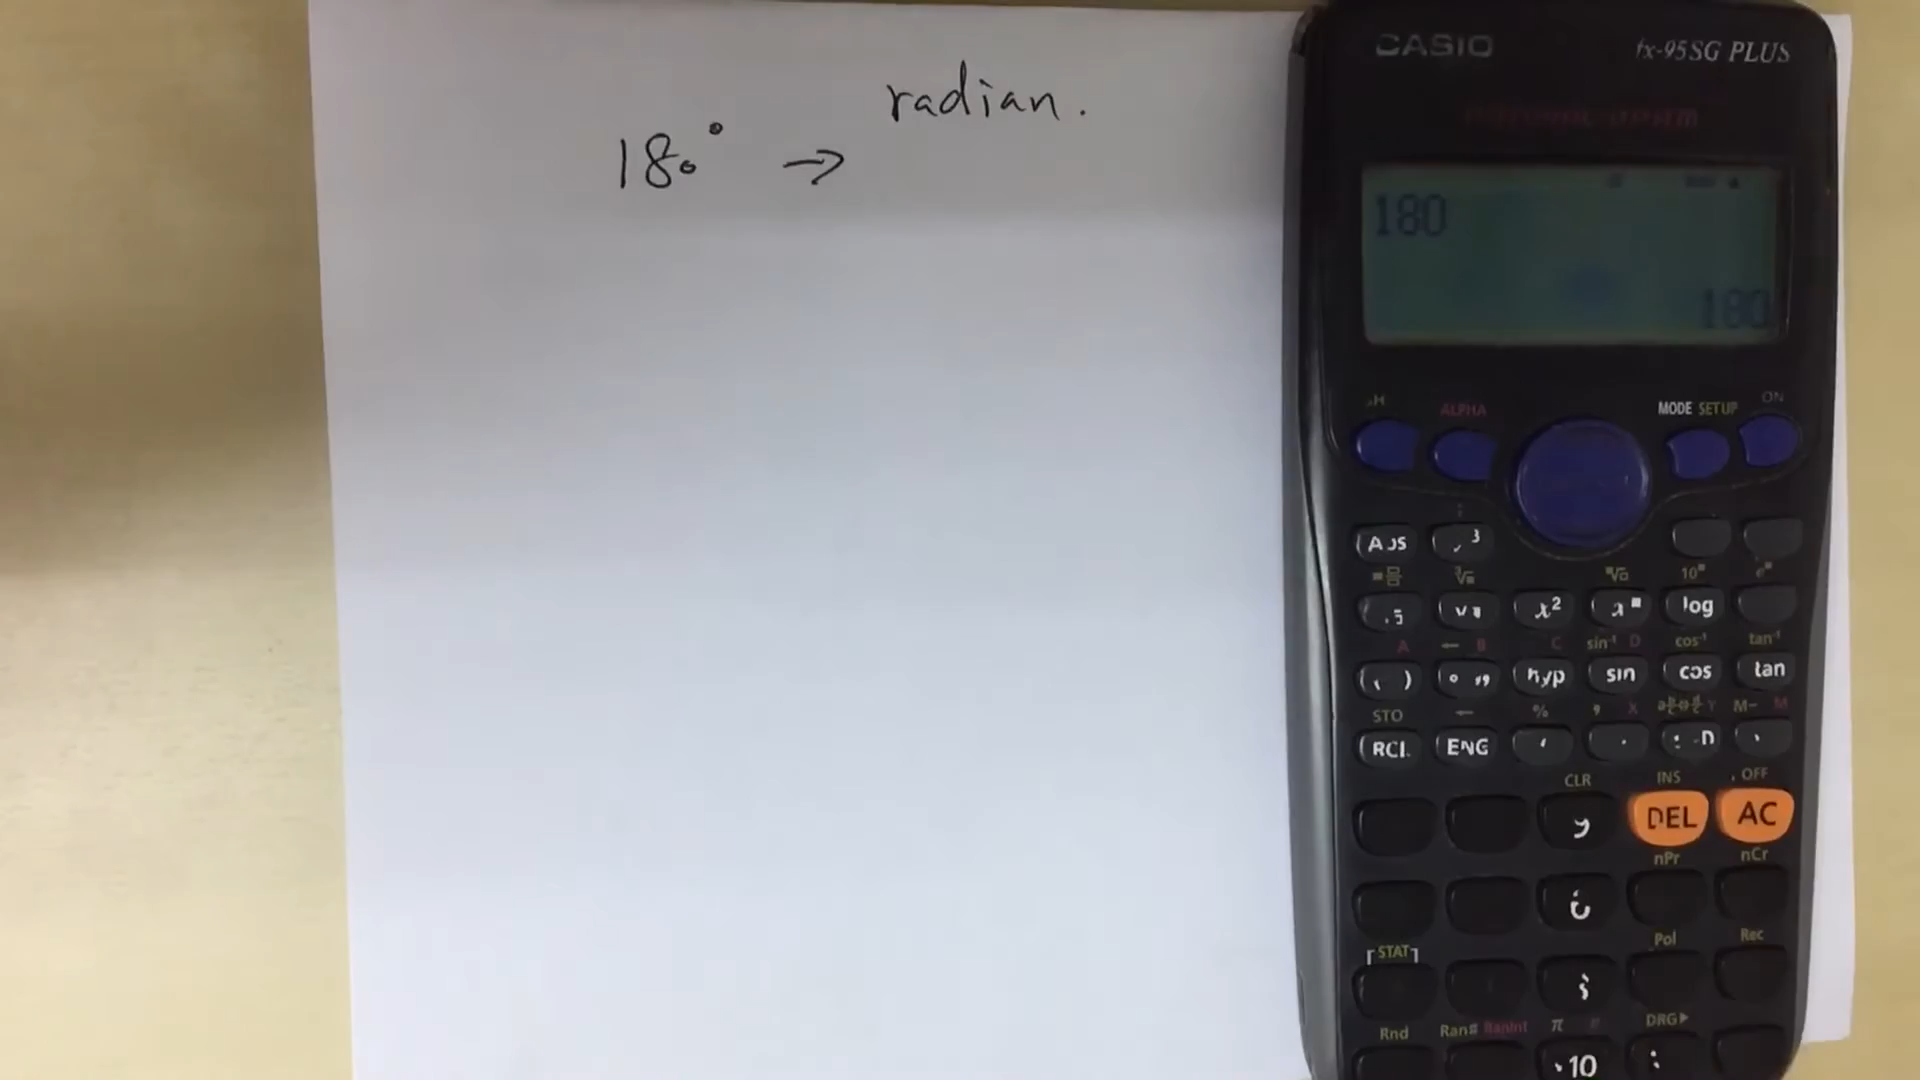 radian.
180° →
CASIO
fx-95SG PLUS
180
180
ALPHA
MODE SETUP
ON
x²
log
A
B
C
sin⁻¹ D
cos⁻¹
tan⁻¹
hyp
sin
cos
tan
STO
←
%
X
Y
M- M
ENG
CLR
INS
OFF
DEL
AC
nPr
nCr
STAT
Pol
Rec
Rnd
Ran# RanInt
π
DRG▶